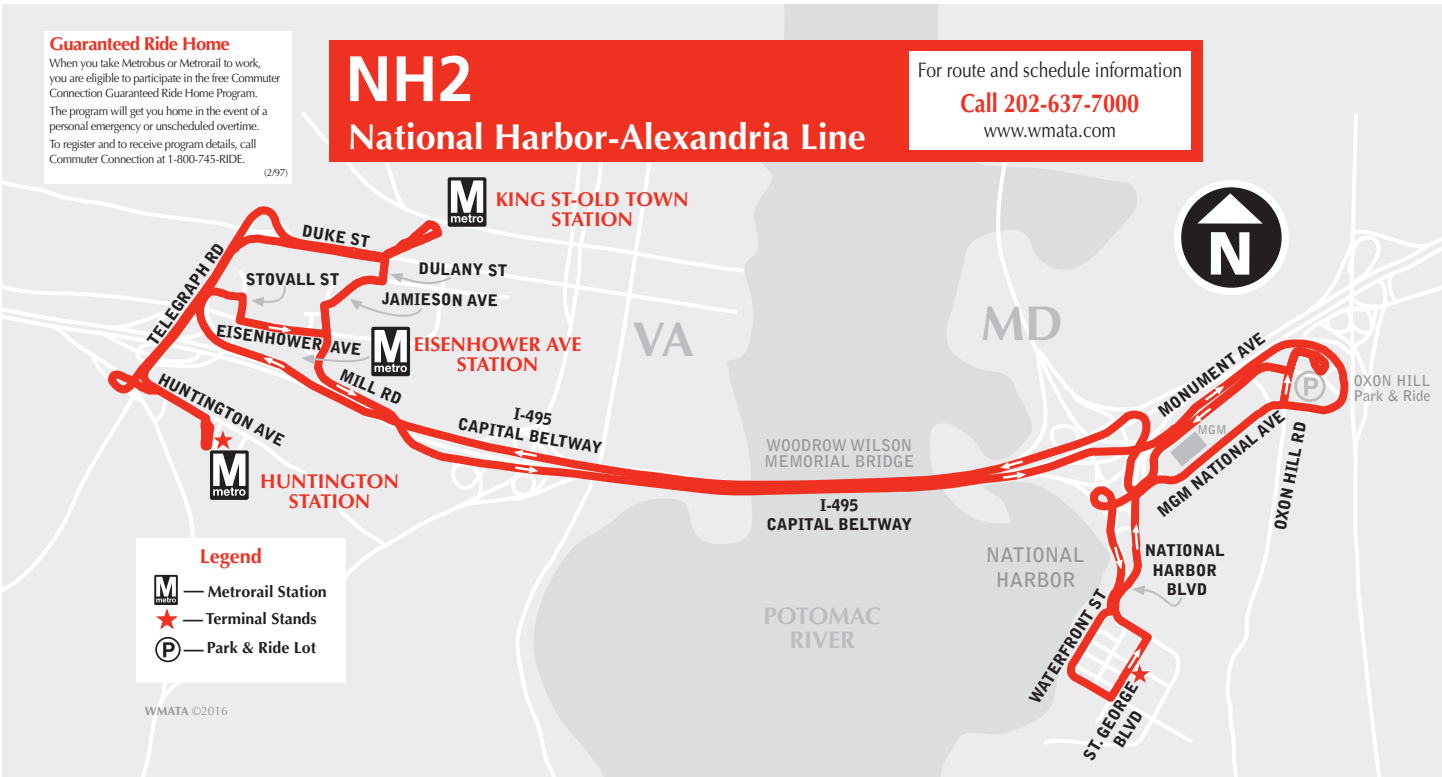 Guaranteed Ride Home
When you take Metrobus or Metrorail to work,
you are eligible to participate in the free Commuter
Connection Guaranteed Ride Home Program.
The program will get you home in the event of a
personal emergency or unscheduled overtime.
To register and to receive program details, call
Commuter Connection at 1-800-745-RIDE.
(2/97)
NH2
National Harbor-Alexandria Line
For route and schedule information
Call 202-637-7000
www.wmata.com
M
metro
KING ST-OLD TOWN
STATION
N
DUKE ST
TELEGRAPH RD
STOVALL ST
DULANY ST
JAMIESON AVE
EISENHOWER AVE
M
metro
EISENHOWER AVE
STATION
VA
MD
MILL RD
HUNTINGTON AVE
M
metro
HUNTINGTON
STATION
I-495
CAPITAL BELTWAY
WOODROW WILSON
MEMORIAL BRIDGE
I-495
CAPITAL BELTWAY
MONUMENT AVE
P
OXON HILL
Park & Ride
MGM
MGM NATIONAL AVE
OXON HILL RD
NATIONAL
HARBOR
NATIONAL
HARBOR
BLVD
POTOMAC
RIVER
WATERFRONT ST
ST. GEORGE
BLVD
Legend
M
metro
— Metrorail Station
— Terminal Stands
P — Park & Ride Lot
WMATA ©2016